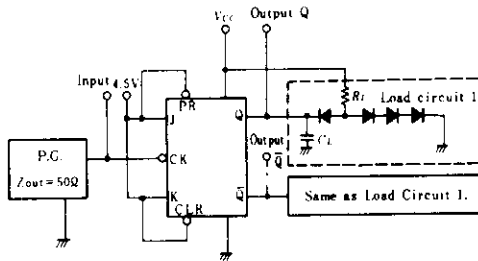 VCC
Output Q
Input
4.5V
PR
J
Q
RL
Load circuit 1
CL
Output
Q̅
P.G.
Zout = 50Ω
CK
K
CLR
Q̅
Same as Load Circuit 1.